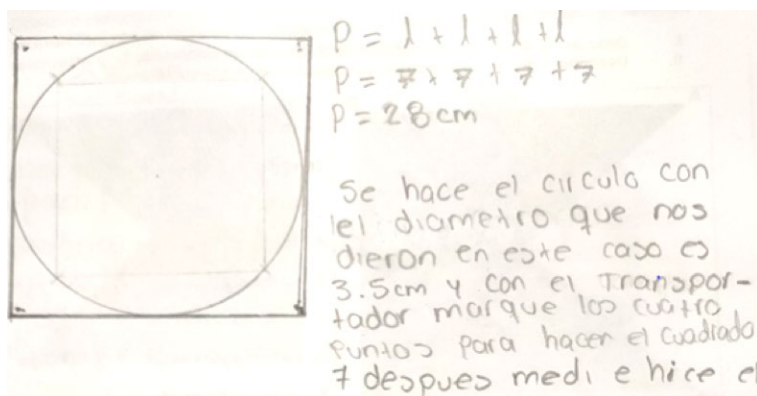 P = l + l + l + l
P = 7 + 7 + 7 + 7
P = 28 cm
Se hace el circulo con
el diametro que nos
dieron en este caso es
3.5cm y con el transpor-
tador marque los cuatro
puntos para hacer el cuadrado
7 despues medi e hice el